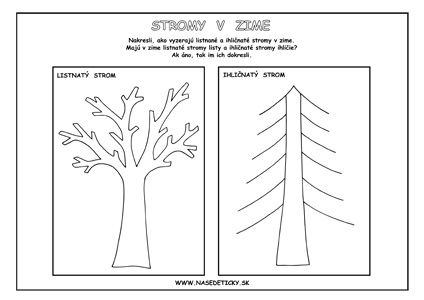 STROMY V ZIME
Nakresli, ako vyzerajú listnaté a ihličnaté stromy v zime.
Majú v zime listnaté stromy listy a ihličnaté stromy ihličie?
Ak áno, tak im ich dokresli.
LISTNATÝ STROM
IHLIČNATÝ STROM
WWW.NASEDETICKY.SK